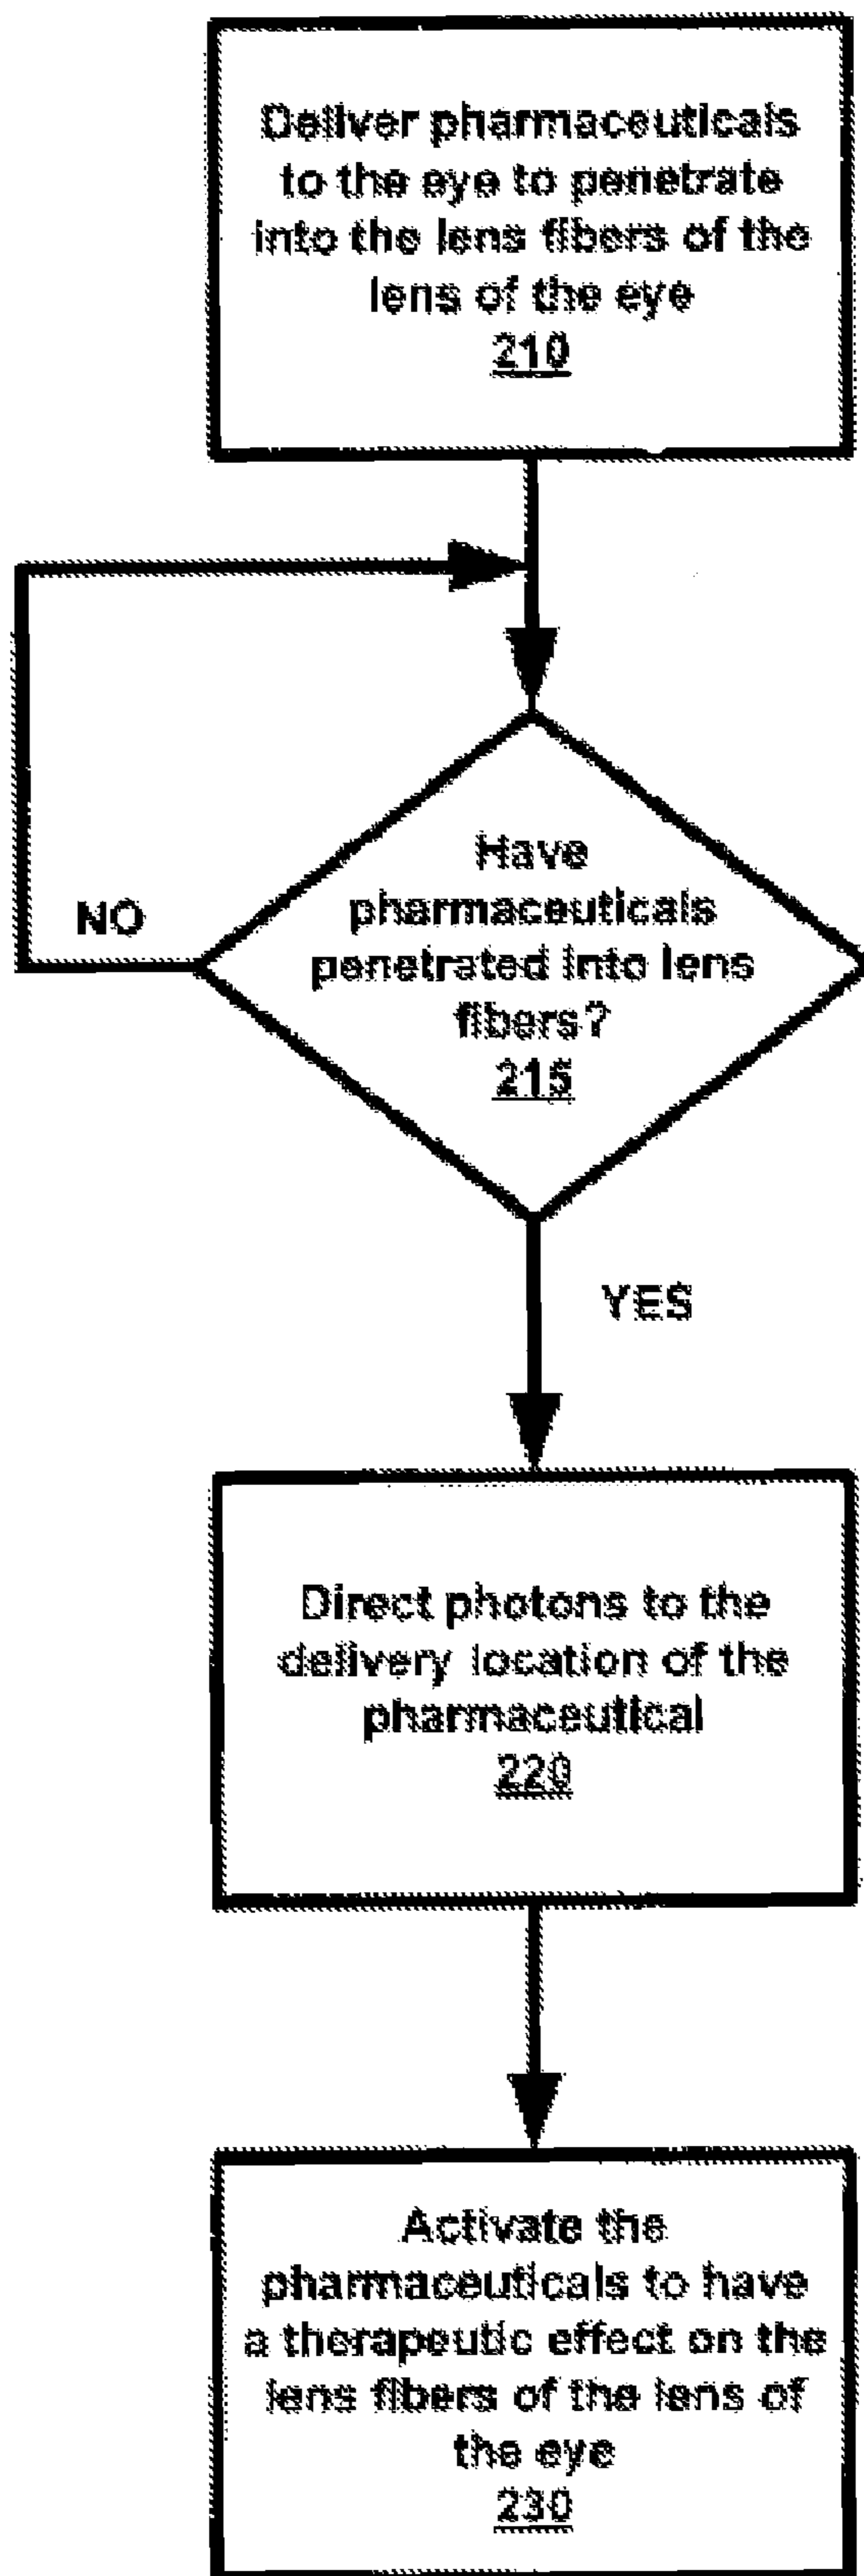 Deliver pharmaceuticals
to the eye to penetrate
into the lens fibers of the
lens of the eye
210
Have
pharmaceuticals
penetrated into lens
fibers?
215
NO
YES
Direct photons to the
delivery location of the
pharmaceutical
220
Activate the
pharmaceuticals to have
a therapeutic effect on the
lens fibers of the lens of
the eye
230